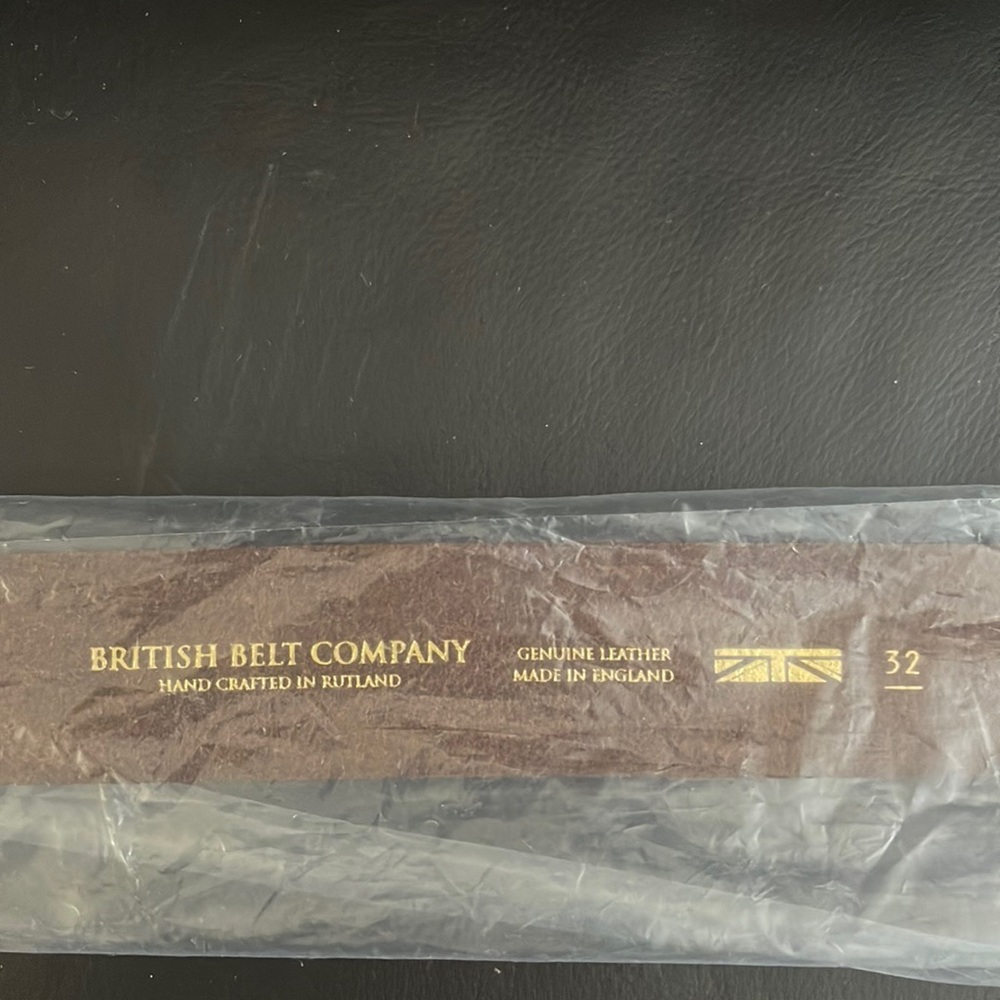 BRITISH BELT COMPANY
HAND CRAFTED IN RUTLAND
GENUINE LEATHER
MADE IN ENGLAND
32